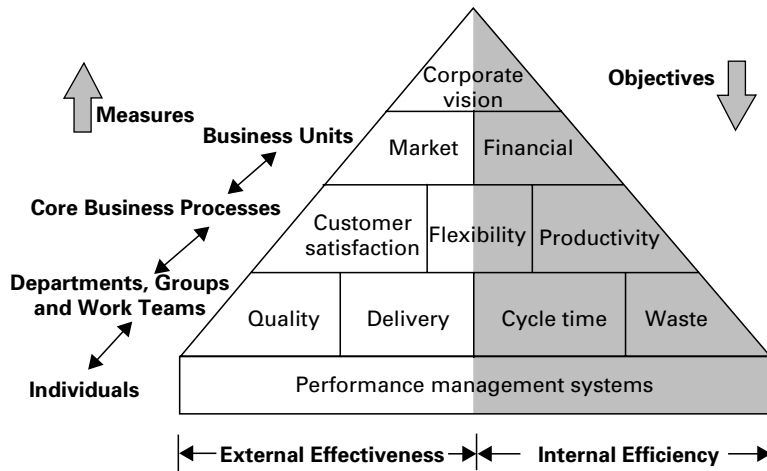 Corporate
vision
Objectives
Measures
Business Units
Market
Financial
Core Business Processes
Customer
satisfaction
Flexibility
Productivity
Departments, Groups
and Work Teams
Quality
Delivery
Cycle time
Waste
Individuals
Performance management systems
External Effectiveness
Internal Efficiency